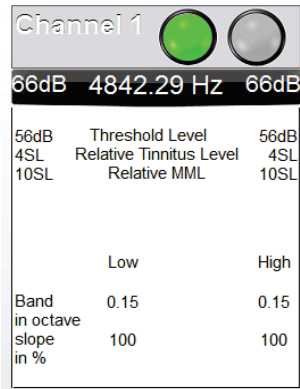 Channel 1
66dB 4842.29 Hz 66dB
56dB Threshold Level 56dB
4SL Relative Tinnitus Level 4SL
10SL Relative MML 10SL
Low High
Band 0.15 0.15
in octave
slope 100 100
in %